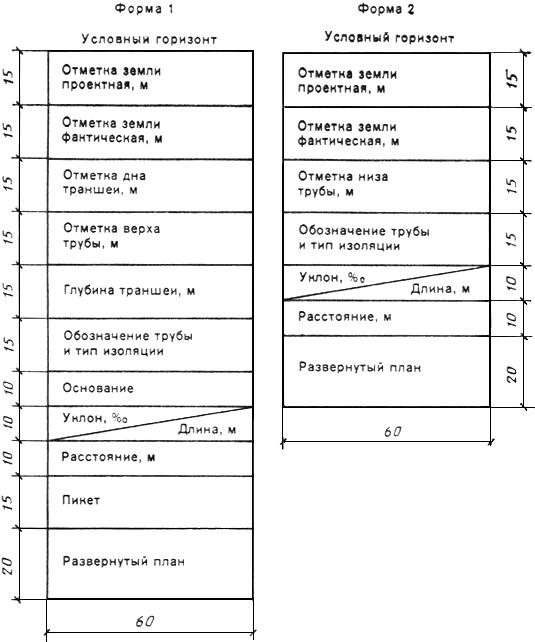 Форма 1
Условный горизонт
15
Отметка земли
проектная, м
15
Отметка земли
фактическая, м
15
Отметка дна
траншеи, м
15
Отметка верха
трубы, м
15
Глубина траншеи, м
15
Обозначение трубы
и тип изоляции
10
Основание
10
Уклон, ‰
Длина, м
10
Расстояние, м
15
Пикет
20
Развернутый план
60
Форма 2
Условный горизонт
Отметка земли
проектная, м
15
Отметка земли
фактическая, м
15
Отметка низа
трубы, м
15
Обозначение трубы
и тип изоляции
15
Уклон, ‰
Длина, м
10
Расстояние, м
10
Развернутый план
20
60